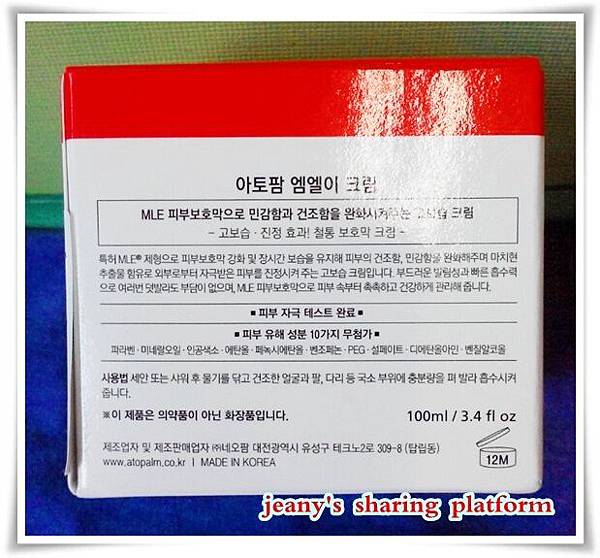 아토팜 엠엘이 크림
MLE 피부보호막으로 민감함과 건조함을 완화시켜주는 고보습 크림
- 고보습 · 진정 효과! 철통 보호막 크림 -
특허 MLE® 제형으로 피부보호막 강화 및 장시간 보습을 유지해 피부의 건조함, 민감함을 완화해주며 마치현
추출물 함유로 외부로부터 자극받은 피부를 진정시켜 주는 고보습 크림입니다. 부드러운 발림성과 빠른 흡수력
으로 여러번 덧발라도 부담이 없으며, MLE 피부보호막으로 피부 속부터 촉촉하고 건강하게 관리해 줍니다.
▪ 피부 자극 테스트 완료 ▪
▪ 피부 유해 성분 10가지 무첨가 ▪
파라벤 · 미네랄오일 · 인공색소 · 에탄올 · 페녹시에탄올 · 벤조페논 · PEG · 설페이트 · 디에탄올아민 · 벤질알코올
사용법 세안 또는 샤워 후 물기를 닦고 건조한 얼굴과 팔, 다리 등 국소 부위에 충분량을 펴 발라 흡수시켜
줍니다.
※이 제품은 의약품이 아닌 화장품입니다.
100ml / 3.4 fl oz
제조업자 및 제조판매업자 ㈜네오팜 대전광역시 유성구 테크노2로 309-8 (탑립동)
www.atopalm.co.kr | MADE IN KOREA
12M
jeany's sharing platform